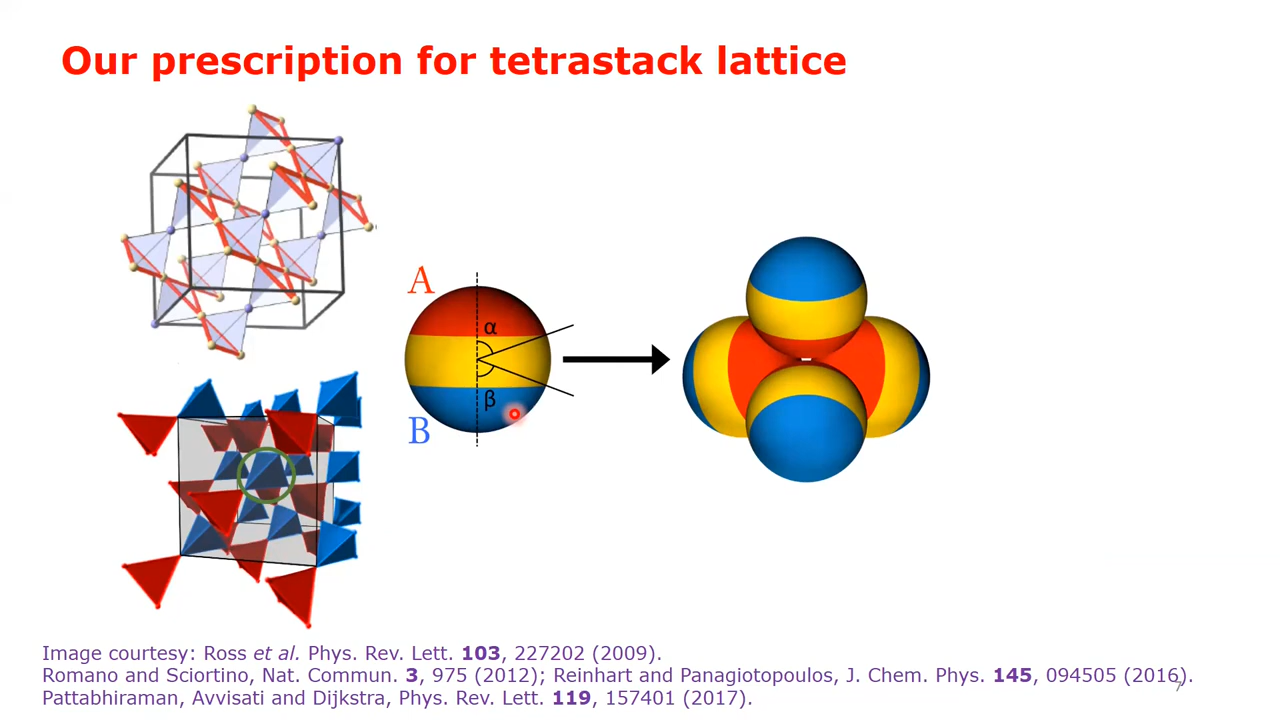 Our prescription for tetrastack lattice
A
α
β
B
Image courtesy: Ross et al. Phys. Rev. Lett. 103, 227202 (2009).
Romano and Sciortino, Nat. Commun. 3, 975 (2012); Reinhart and Panagiotopoulos, J. Chem. Phys. 145, 094505 (2016).
Pattabhiraman, Avvisati and Dijkstra, Phys. Rev. Lett. 119, 157401 (2017).
7